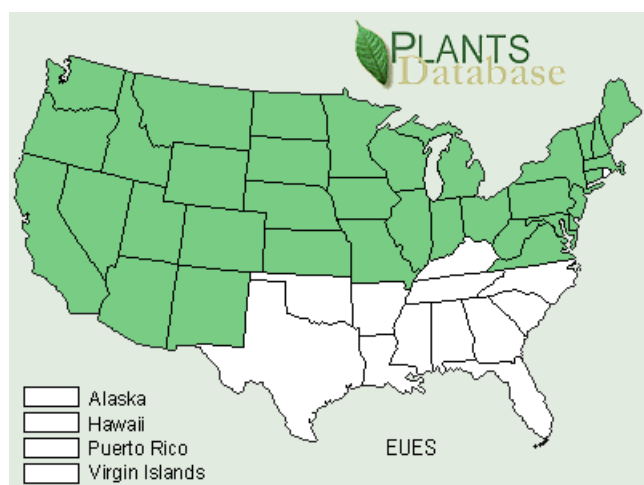 PLANTS
Database
Alaska
Hawaii
Puerto Rico
Virgin Islands
EUES